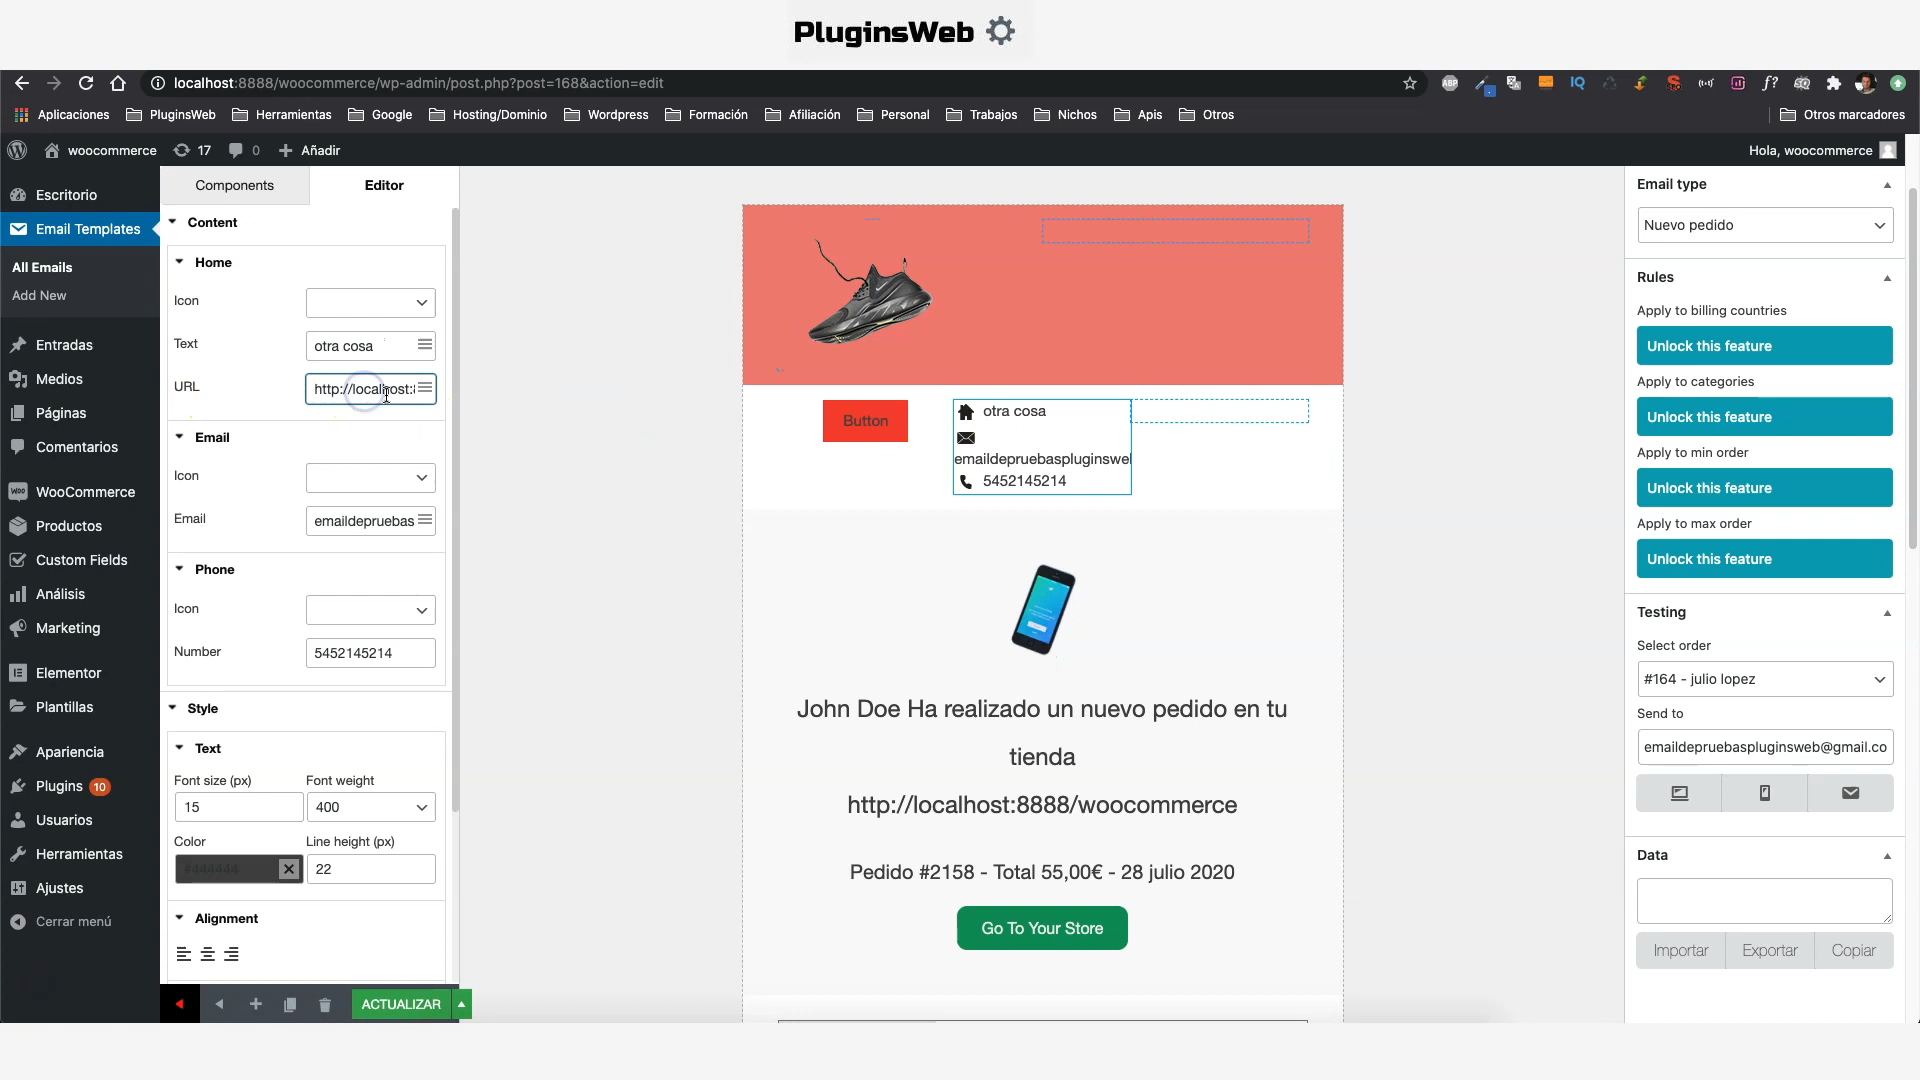 PluginsWeb
localhost:8888/woocommerce/wp-admin/post.php?post=168&action=edit
Aplicaciones PluginsWeb Herramientas Google Hosting/Dominio Wordpress Formación Afiliación Personal Trabajos Nichos Apis Otros Otros marcadores
woocommerce 17 0 Añadir Hola, woocommerce
Escritorio
Email Templates
All Emails
Add New
Entradas
Medios
Páginas
Comentarios
WooCommerce
Productos
Custom Fields
Análisis
Marketing
Elementor
Plantillas
Apariencia
Plugins 10
Usuarios
Herramientas
Ajustes
Cerrar menú
Components Editor
Content
Home
Icon
Text otra cosa
URL http://localhost:
Email
Icon
Email emaildepruebas
Phone
Icon
Number 5452145214
Style
Text
Font size (px) Font weight
15 400
Color Line height (px)
#444444 22
Alignment
ACTUALIZAR
Button
otra cosa
emaildepruebaspluginswe
5452145214
John Doe Ha realizado un nuevo pedido en tu
tienda
http://localhost:8888/woocommerce
Pedido #2158 - Total 55,00€ - 28 julio 2020
Go To Your Store
Email type
Nuevo pedido
Rules
Apply to billing countries
Unlock this feature
Apply to categories
Unlock this feature
Apply to min order
Unlock this feature
Apply to max order
Unlock this feature
Testing
Select order
#164 - julio lopez
Send to
emaildepruebaspluginsweb@gmail.co
Data
Importar Exportar Copiar